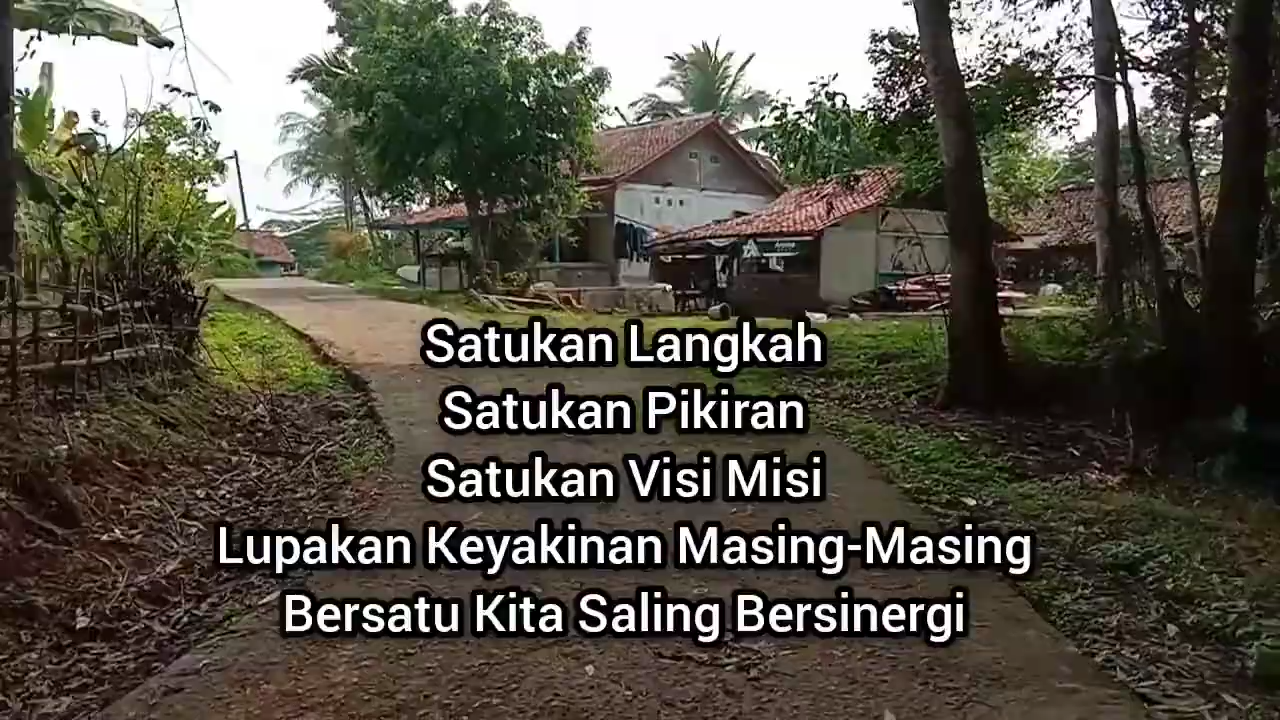 Satukan Langkah
Satukan Pikiran
Satukan Visi Misi
Lupakan Keyakinan Masing-Masing
Bersatu Kita Saling Bersinergi